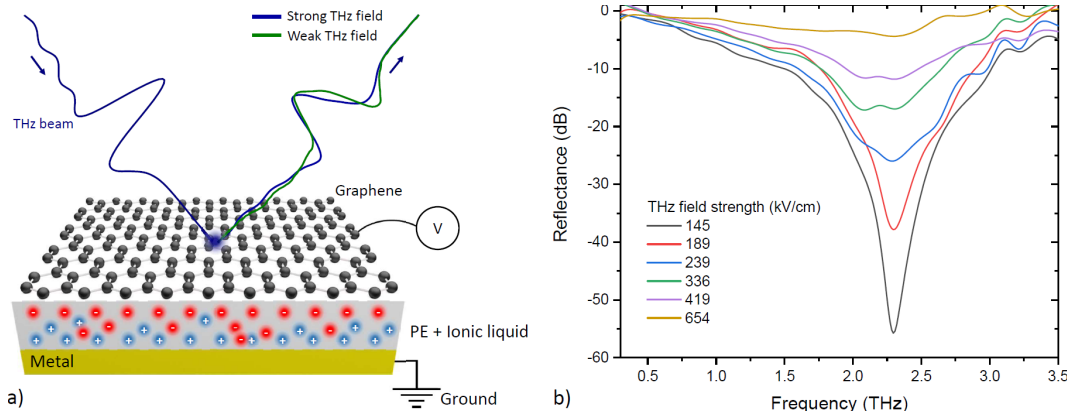 Strong THz field
Weak THz field
THz beam
Graphene
V
PE + Ionic liquid
Metal
Ground
a)
0
-10
-20
-30
-40
-50
-60
Reflectance (dB)
THz field strength (kV/cm)
145
189
239
336
419
654
0.5
1.0
1.5
2.0
2.5
3.0
3.5
Frequency (THz)
b)